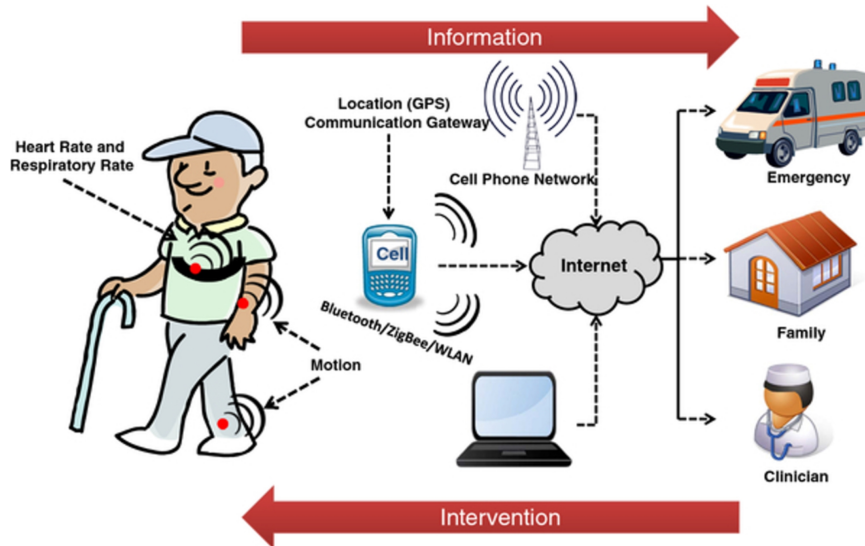 Information
Location (GPS)
Communication Gateway
Heart Rate and
Respiratory Rate
Cell Phone Network
Emergency
Cell
Internet
Bluetooth/ZigBee/WLAN
Family
Motion
Clinician
Intervention